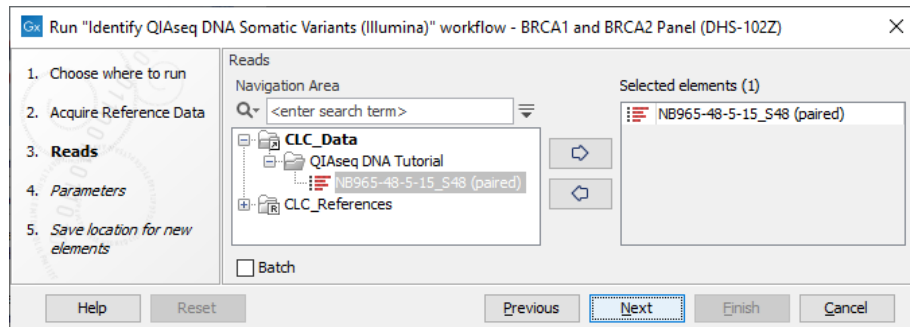 Gx Run "Identify QIAseq DNA Somatic Variants (Illumina)" workflow - BRCA1 and BRCA2 Panel (DHS-102Z)
1. Choose where to run
2. Acquire Reference Data
3. Reads
4. Parameters
5. Save location for new
elements
Reads
Navigation Area
<enter search term>
CLC_Data
QIAseq DNA Tutorial
NB965-48-5-15_S48 (paired)
R CLC_References
Batch
Selected elements (1)
NB965-48-5-15_S48 (paired)
Help
Reset
Previous
Next
Finish
Cancel